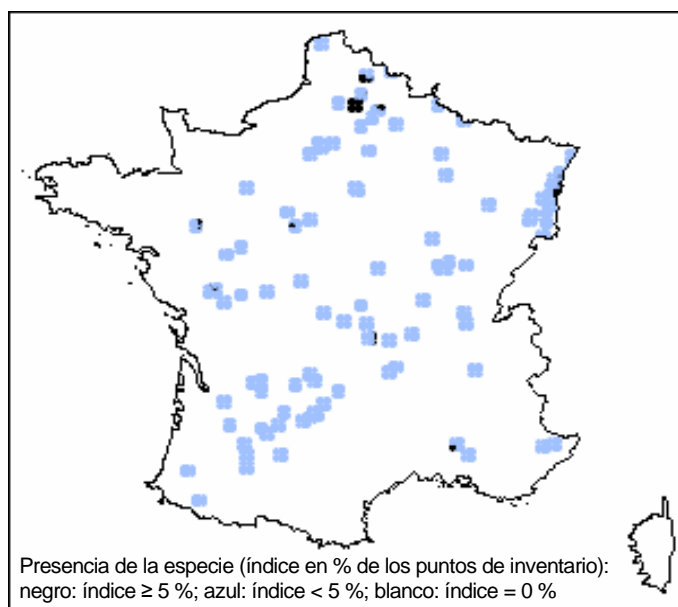 Presencia de la especie (índice en % de los puntos de inventario):
negro: índice ≥ 5 %; azul: índice < 5 %; blanco: índice = 0 %